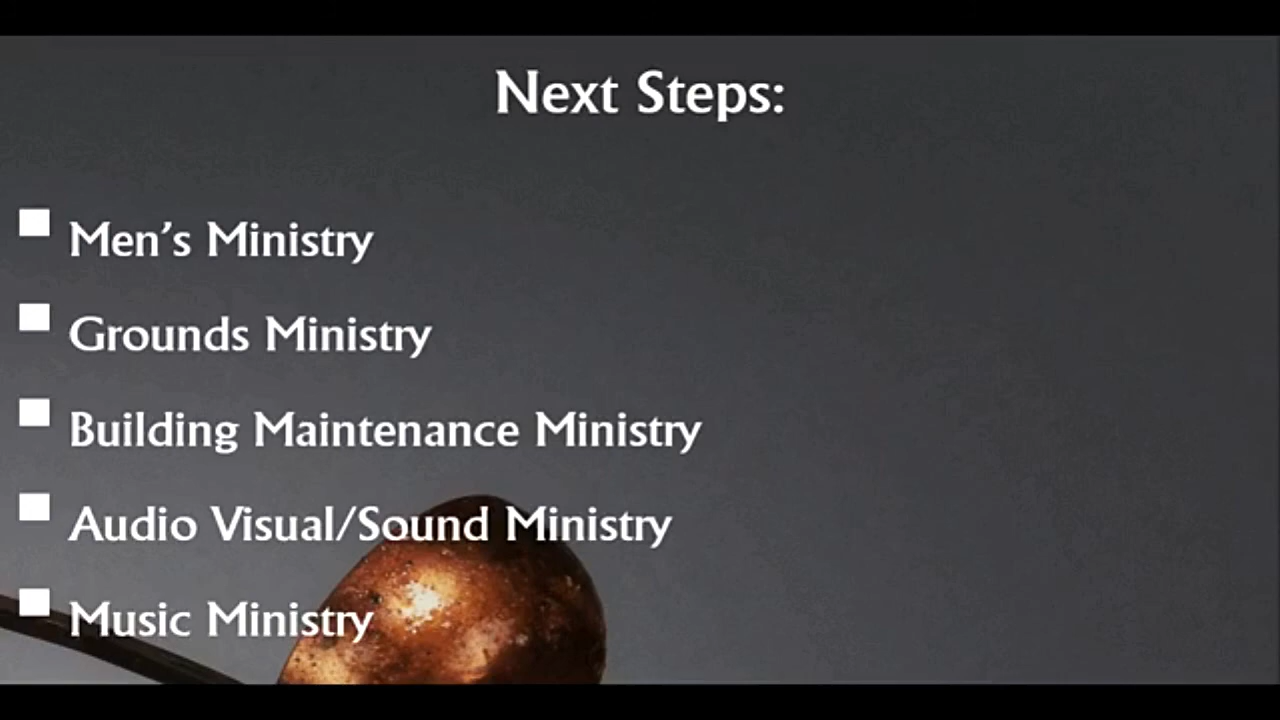 Next Steps:
Men’s Ministry
Grounds Ministry
Building Maintenance Ministry
Audio Visual/Sound Ministry
Music Ministry